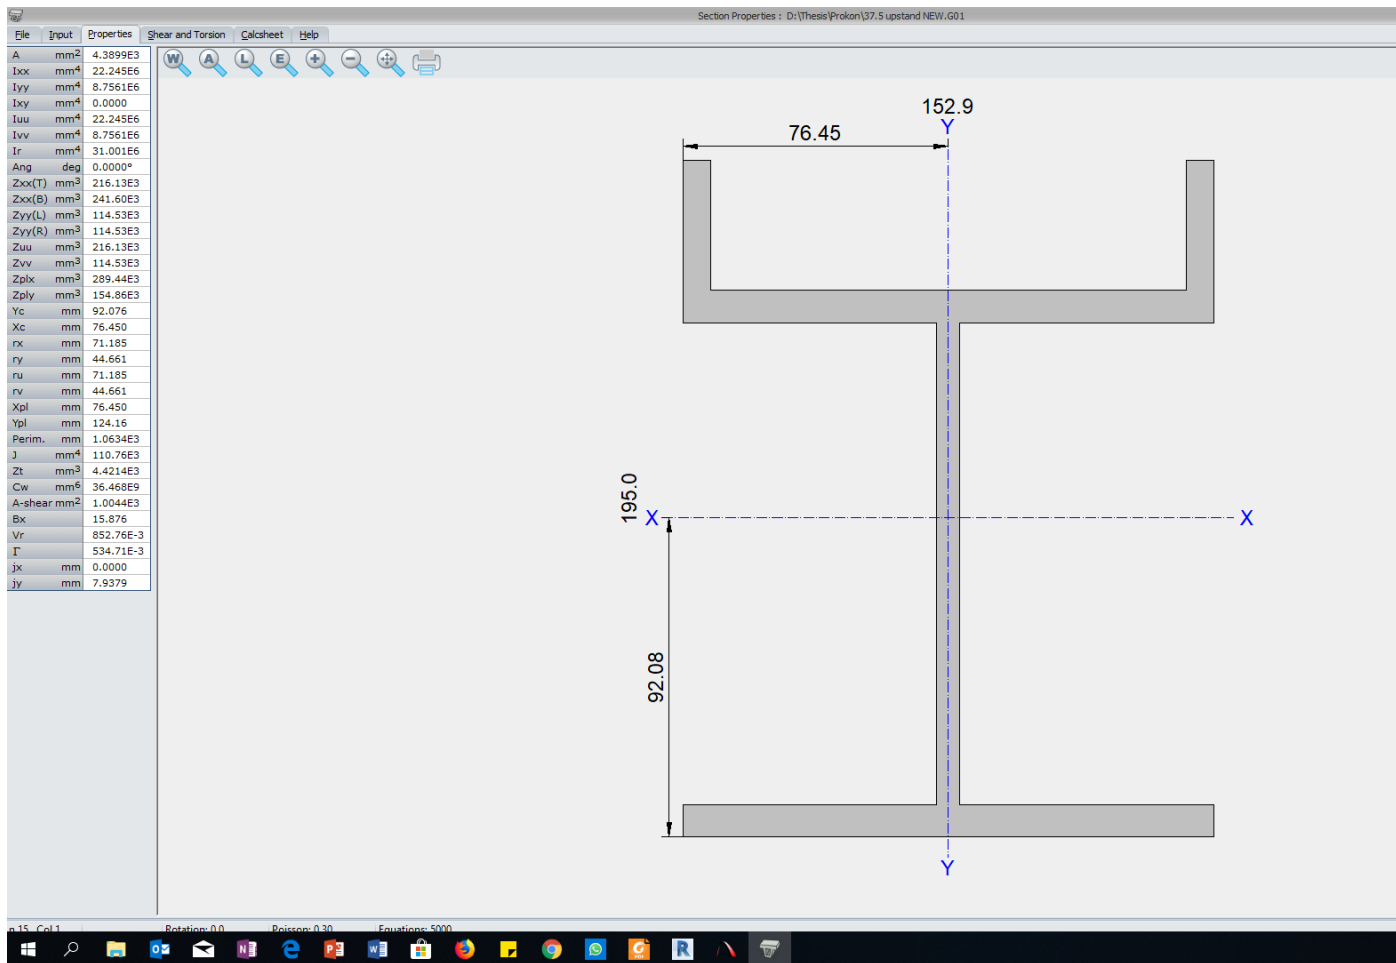 Section Properties : D:\Thesis\Prokon\37.5 upstand NEW.G01
File Input Properties Shear and Torsion Calcsheet Help
A mm2 4.3899E3
Ixx mm4 22.245E6
Iyy mm4 8.7561E6
Ixy mm4 0.0000
Iuu mm4 22.245E6
Ivv mm4 8.7561E6
Ir mm4 31.001E6
Ang deg 0.0000°
Zxx(T) mm3 216.13E3
Zxx(B) mm3 241.60E3
Zyy(L) mm3 114.53E3
Zyy(R) mm3 114.53E3
Zuu mm3 216.13E3
Zvv mm3 114.53E3
Zplx mm3 289.44E3
Zply mm3 154.86E3
Yc mm 92.076
Xc mm 76.450
rx mm 71.185
ry mm 44.661
ru mm 71.185
rv mm 44.661
Xpl mm 76.450
Ypl mm 124.16
Perim. mm 1.0634E3
J mm4 110.76E3
Zt mm3 4.4214E3
Cw mm6 36.468E9
A-shear mm2 1.0044E3
Bx 15.876
Vr 852.76E-3
Γ 534.71E-3
jx mm 0.0000
jy mm 7.9379
W A L E
152.9
Y
76.45
195.0
X X
92.08
Y
n 15 Col 1 Rotation: 0.0 Poisson: 0.30 Equations: 5000